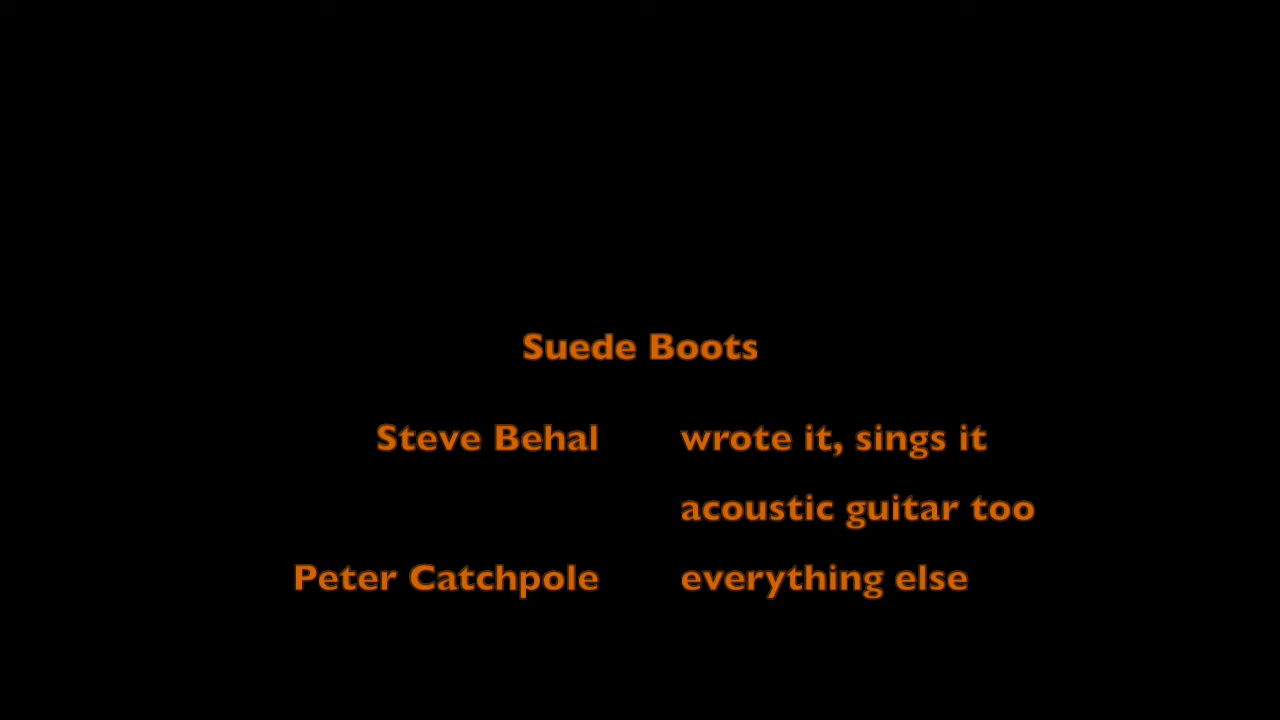 Suede Boots
Steve Behal wrote it, sings it
acoustic guitar too
Peter Catchpole everything else